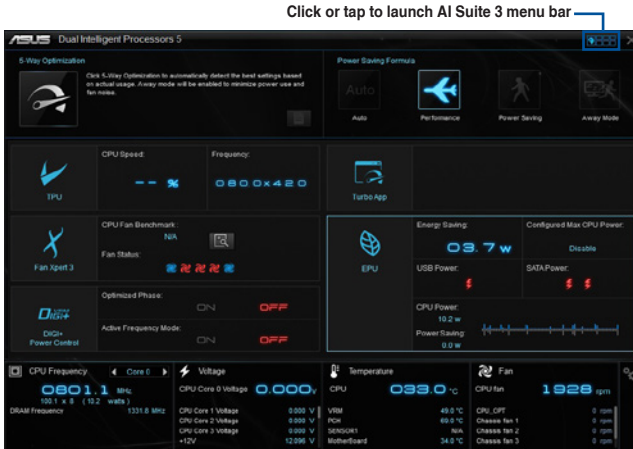 Click or tap to launch AI Suite 3 menu bar
ASUS Dual Intelligent Processors 5
5-Way Optimization
Click 5-Way Optimization to automatically detect the best settings based
on actual usage. Away mode will be enabled to minimize power use and
fan noise.
Power Saving Formula
Auto
Auto
Performance
Power Saving
Away Mode
TPU
CPU Speed:
-- %
Frequency:
0800x420
Turbo App
Fan Xpert 3
CPU Fan Benchmark:
N/A
Fan Status:
EPU
Energy Saving:
03.7 w
Configured Max CPU Power:
Disable
USB Power:
SATA Power:
CPU Power:
10.2 w
Power Saving:
0.0 w
DIGI+
DIGI+
Power Control
Optimized Phase:
ON OFF
Active Frequency Mode:
ON OFF
CPU Frequency Core 0
0801.1 MHz
100.1 x 8 (10.2 watts)
DRAM Frequency 1331.8 MHz
Voltage
CPU Core 0 Voltage 0.000v
CPU Core 1 Voltage 0.000 V
CPU Core 2 Voltage 0.000 V
CPU Core 3 Voltage 0.000 V
+12V 12.096 V
Temperature
CPU 033.0 °C
VRM 49.0 °C
PCH 69.0 °C
SENSOR1 N/A
MotherBoard 34.0 °C
Fan
CPU fan 1928 rpm
CPU_OPT 0 rpm
Chassis fan 1 0 rpm
Chassis fan 2 0 rpm
Chassis fan 3 0 rpm